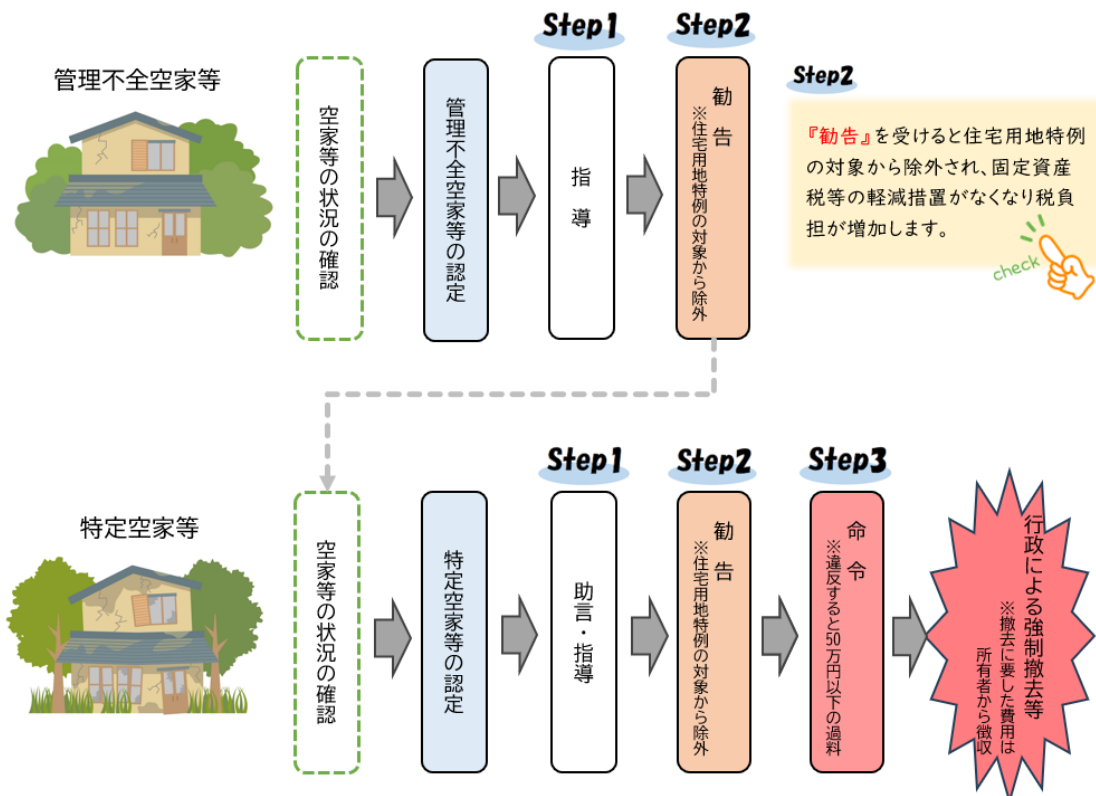 管理不全空家等
空家等の状況の確認
管理不全空家等の認定
Step1
指導
Step2
勧告
※住宅用地特例の対象から除外
Step2
『勧告』を受けると住宅用地特例
の対象から除外され、固定資産
税等の軽減措置がなくなり税負
担が増加します。
check
特定空家等
空家等の状況の確認
特定空家等の認定
Step1
助言・指導
Step2
勧告
※住宅用地特例の対象から除外
Step3
命令
※違反すると50万円以下の過料
行政による強制撤去等
※撤去に要した費用は
所有者から徴収